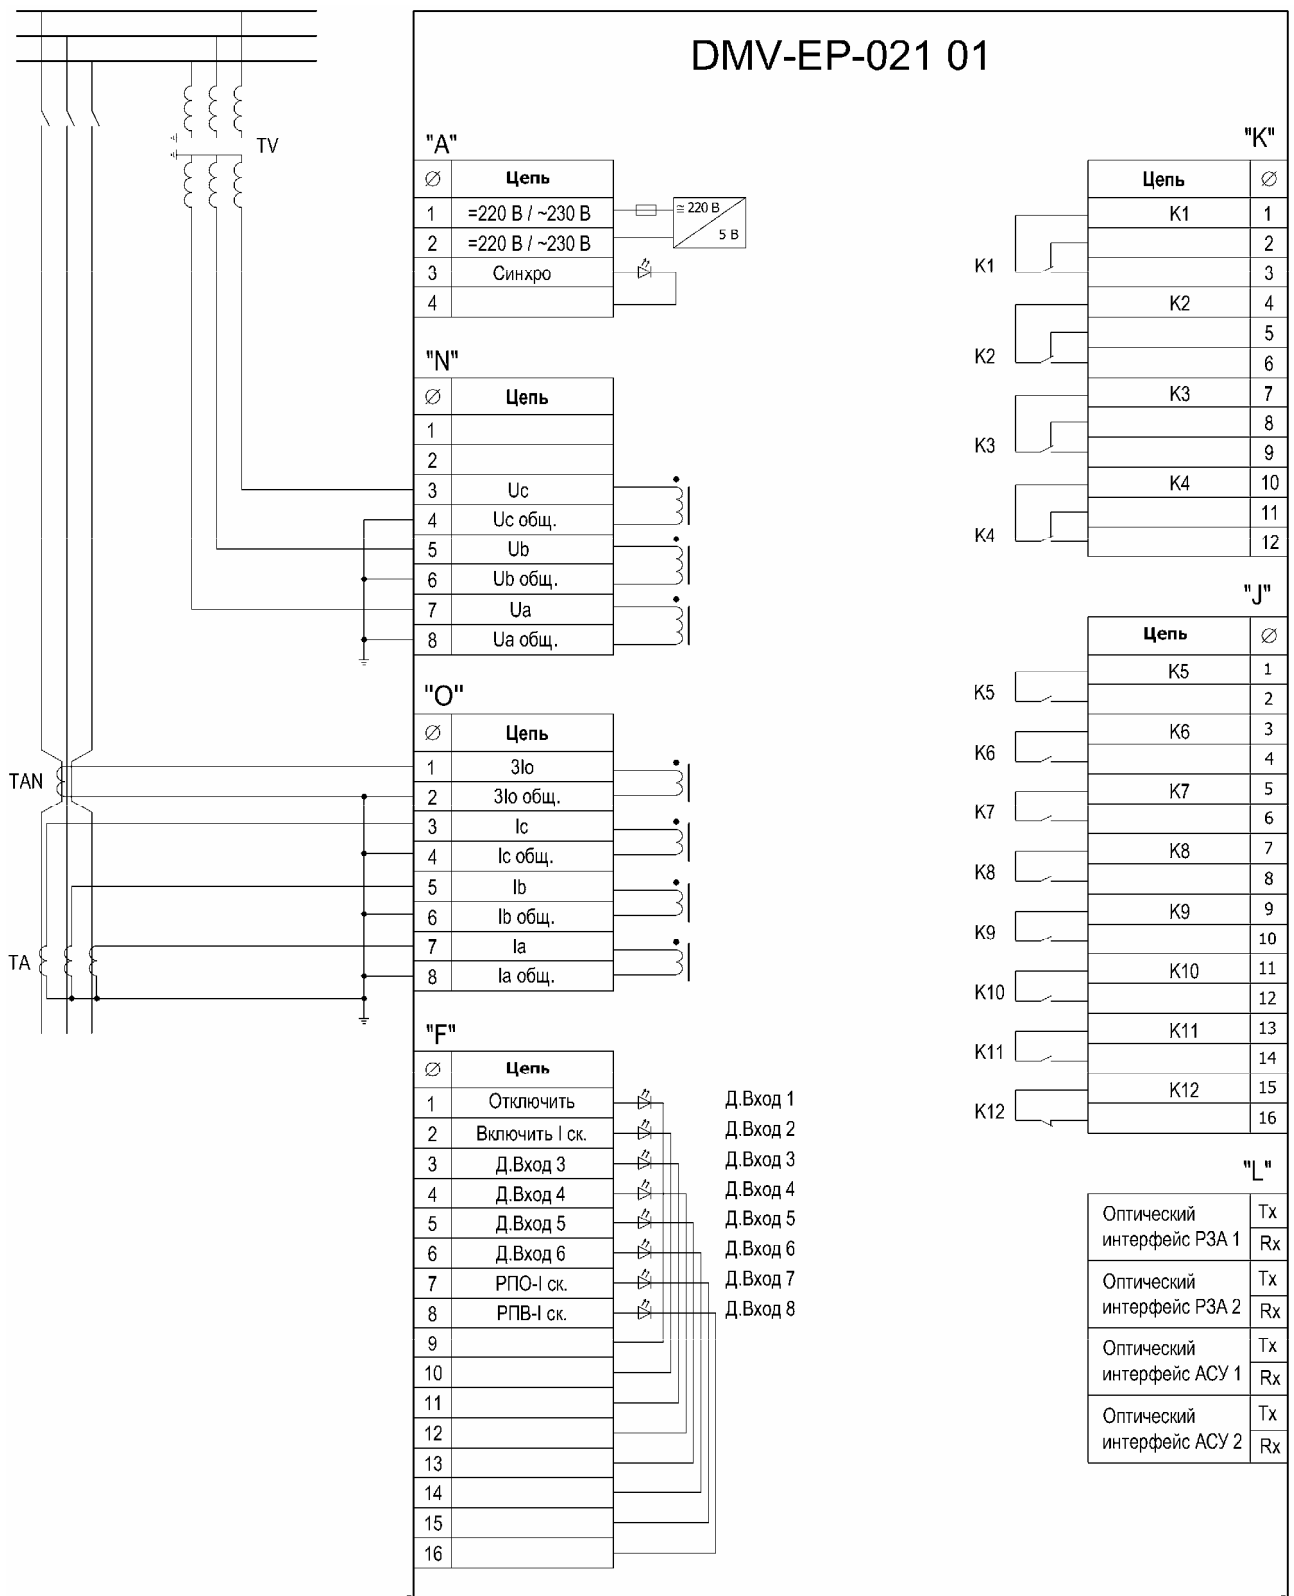 DMV-EP-021 01
TV
"А"
∅ Цепь
1 =220 В / ~230 В
2 =220 В / ~230 В
3 Синхро
4
≅ 220 В
5 В
"N"
∅ Цепь
1
2
3 Uc
4 Uc общ.
5 Ub
6 Ub общ.
7 Ua
8 Ua общ.
TAN
TA
"O"
∅ Цепь
1 3Io
2 3Io общ.
3 Ic
4 Ic общ.
5 Ib
6 Ib общ.
7 Ia
8 Ia общ.
"F"
∅ Цепь
1 Отключить Д.Вход 1
2 Включить I ск. Д.Вход 2
3 Д.Вход 3 Д.Вход 3
4 Д.Вход 4 Д.Вход 4
5 Д.Вход 5 Д.Вход 5
6 Д.Вход 6 Д.Вход 6
7 РПО-I ск. Д.Вход 7
8 РПВ-I ск. Д.Вход 8
9
10
11
12
13
14
15
16
"К"
Цепь ∅
K1 1
2
K1 3
K2 4
5
K2 6
K3 7
8
K3 9
K4 10
11
K4 12
"J"
Цепь ∅
K5 1
K5 2
K6 3
K6 4
K7 5
K7 6
K8 7
K8 8
K9 9
K9 10
K10 11
K10 12
K11 13
K11 14
K12 15
K12 16
"L"
Оптический Tx
интерфейс РЗА 1 Rx
Оптический Tx
интерфейс РЗА 2 Rx
Оптический Tx
интерфейс АСУ 1 Rx
Оптический Tx
интерфейс АСУ 2 Rx